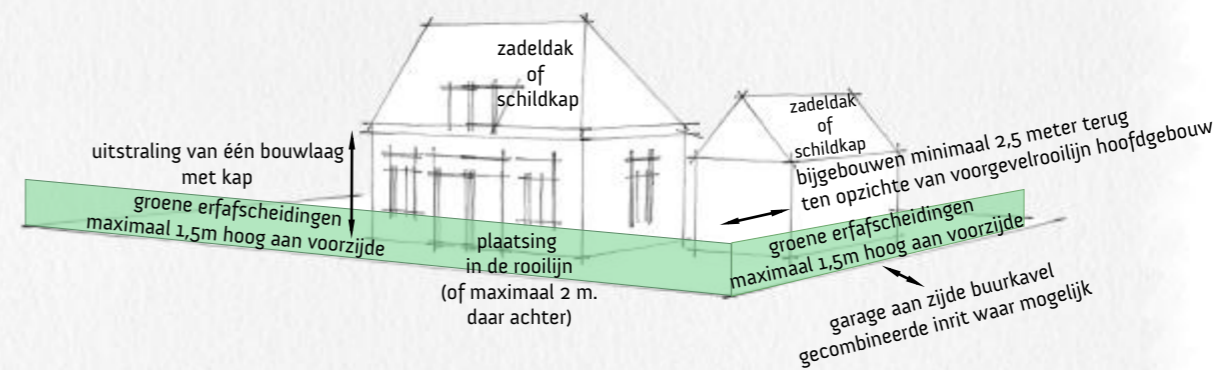 zadeldak
of
schildkap
zadeldak
of
schildkap
uitstraling van één bouwlaag
met kap
bijgebouwen minimaal 2,5 meter terug
ten opzichte van voorgevelrooilijn hoofdgebouw
groene erfafscheidingen
maximaal 1,5m hoog aan voorzijde
plaatsing
in de rooilijn
(of maximaal 2 m.
daar achter)
groene erfafscheidingen
maximaal 1,5m hoog aan voorzijde
garage aan zijde buurkavel
gecombineerde inrit waar mogelijk